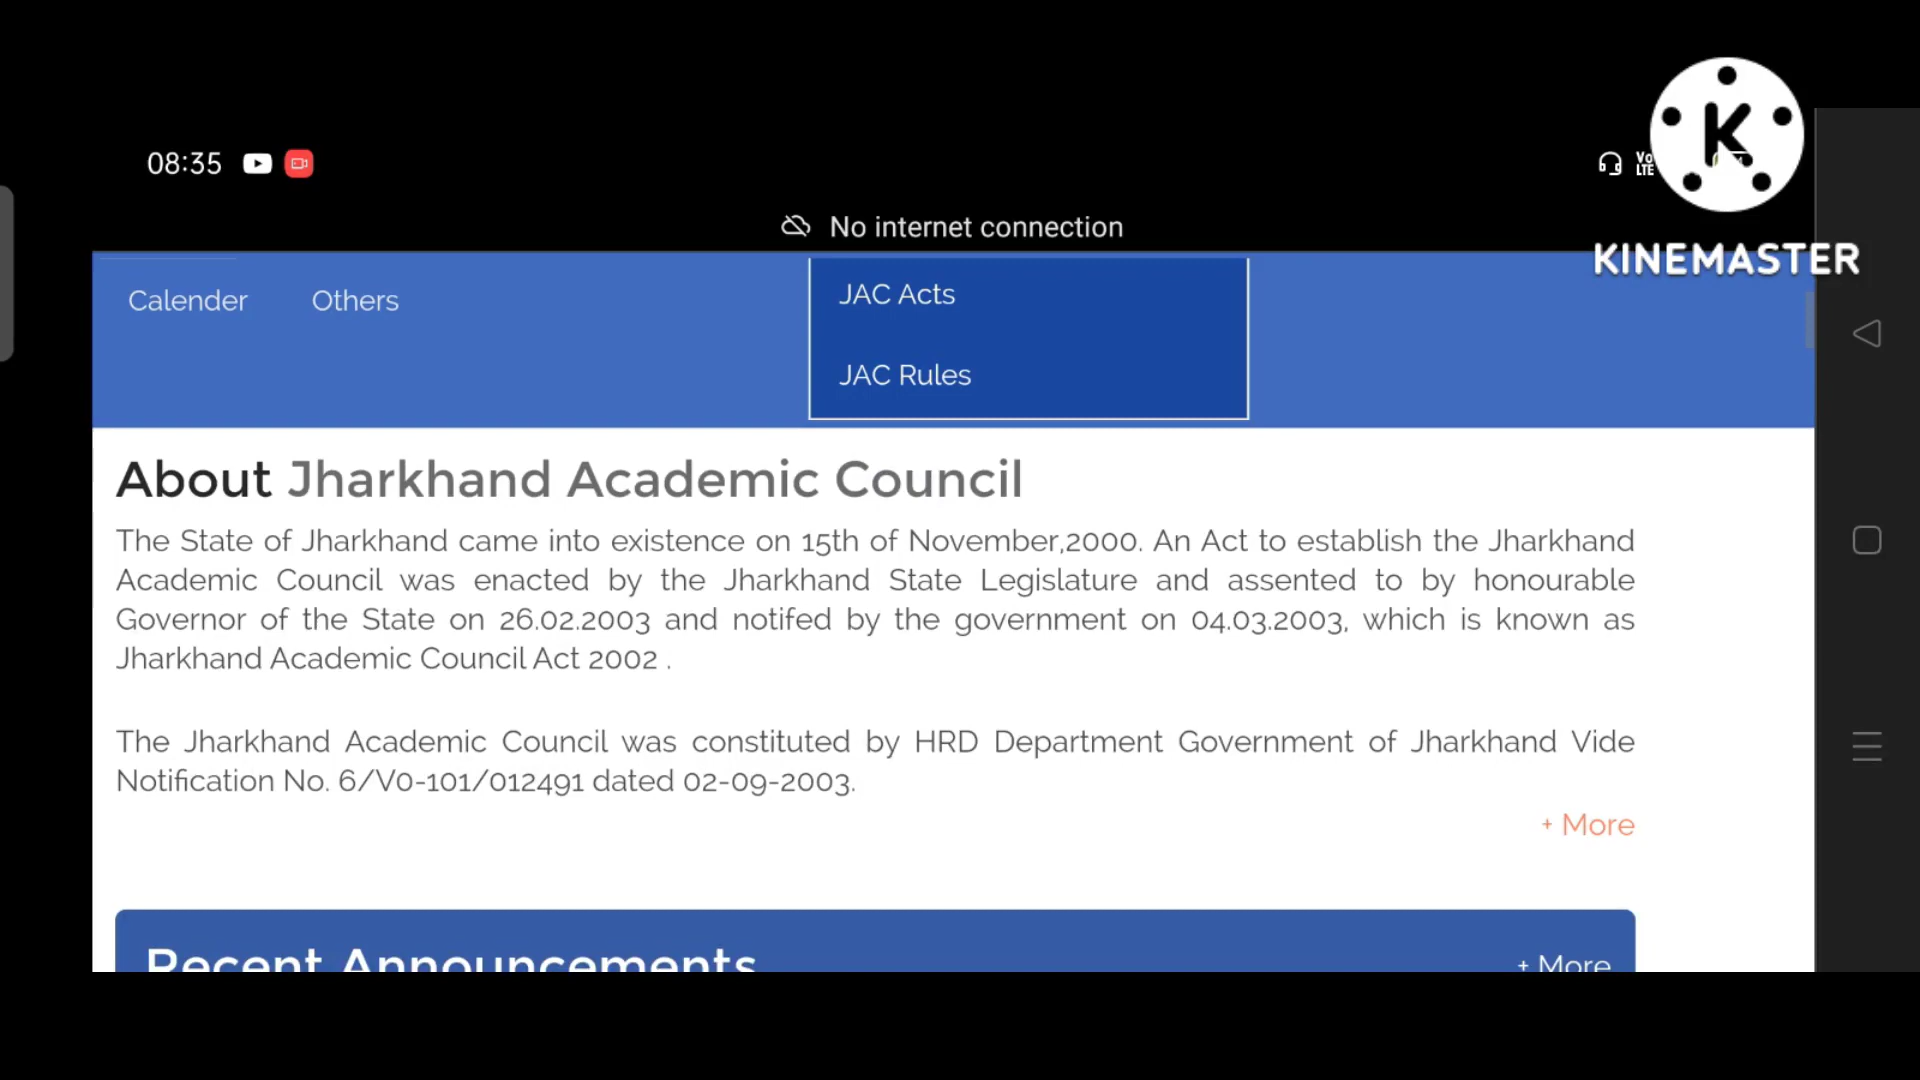 08:35
Vo
LTE
K
No internet connection
KINEMASTER
Calender Others
JAC Acts
JAC Rules
About Jharkhand Academic Council
The State of Jharkhand came into existence on 15th of November,2000. An Act to establish the Jharkhand
Academic Council was enacted by the Jharkhand State Legislature and assented to by honourable
Governor of the State on 26.02.2003 and notifed by the government on 04.03.2003, which is known as
Jharkhand Academic Council Act 2002 .
The Jharkhand Academic Council was constituted by HRD Department Government of Jharkhand Vide
Notification No. 6/V0-101/012491 dated 02-09-2003.
+ More
Recent Announcements + More